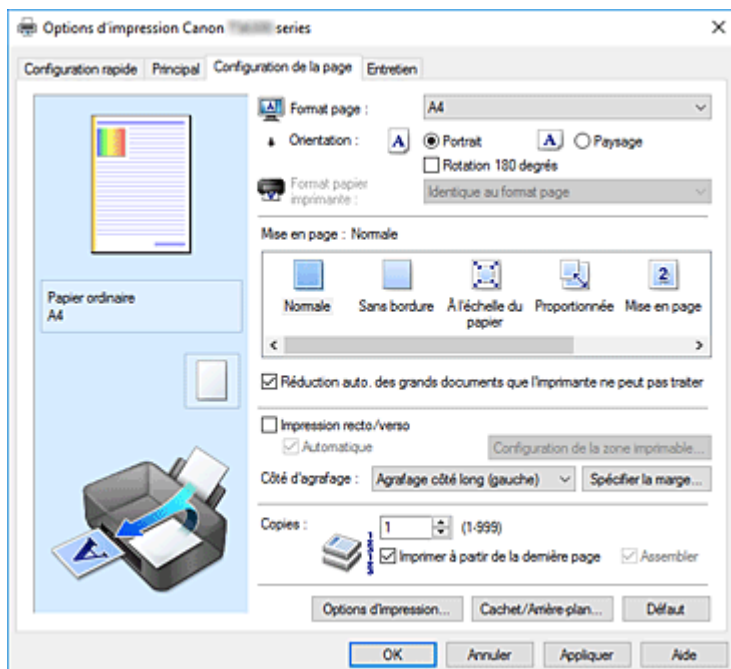 Options d'impression Canon series
Configuration rapide Principal Configuration de la page Entretien
Format page : A4
Orientation : A Portrait A Paysage
Rotation 180 degrés
Format papier imprimante : Identique au format page
Mise en page : Normale
2
Normale Sans bordure À l'échelle du papier Proportionnée Mise en page
Papier ordinaire
A4
Réduction auto. des grands documents que l'imprimante ne peut pas traiter
Impression recto/verso
Automatique Configuration de la zone imprimable...
Côté d'agrafage : Agrafage côté long (gauche) Spécifier la marge...
A
Copies : 1 (1-999)
Imprimer à partir de la dernière page Assembler
Options d'impression... Cachet/Arrière-plan... Défaut
OK Annuler Appliquer Aide